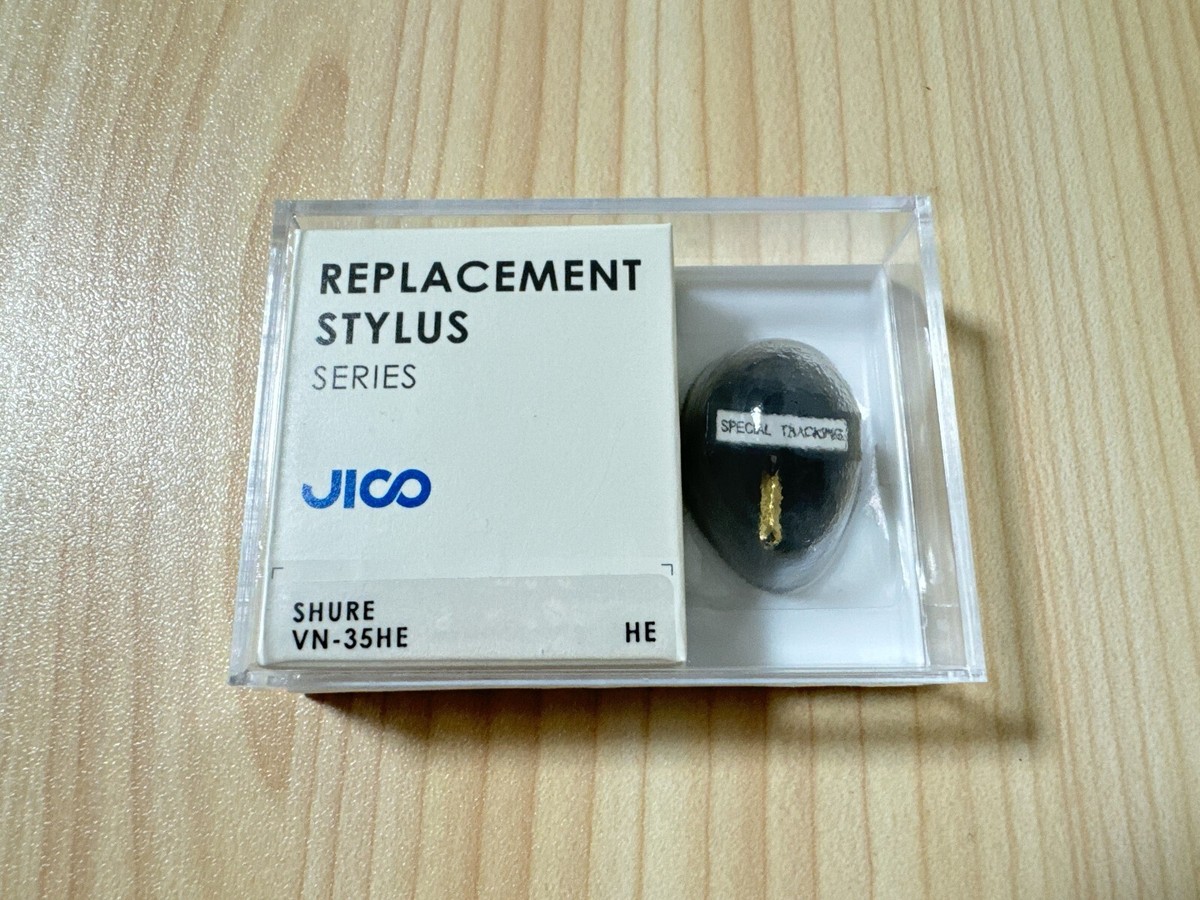 REPLACEMENT
STYLUS
SERIES
JICO
SHURE
VN-35HE
HE
SPECIAL TRACKING